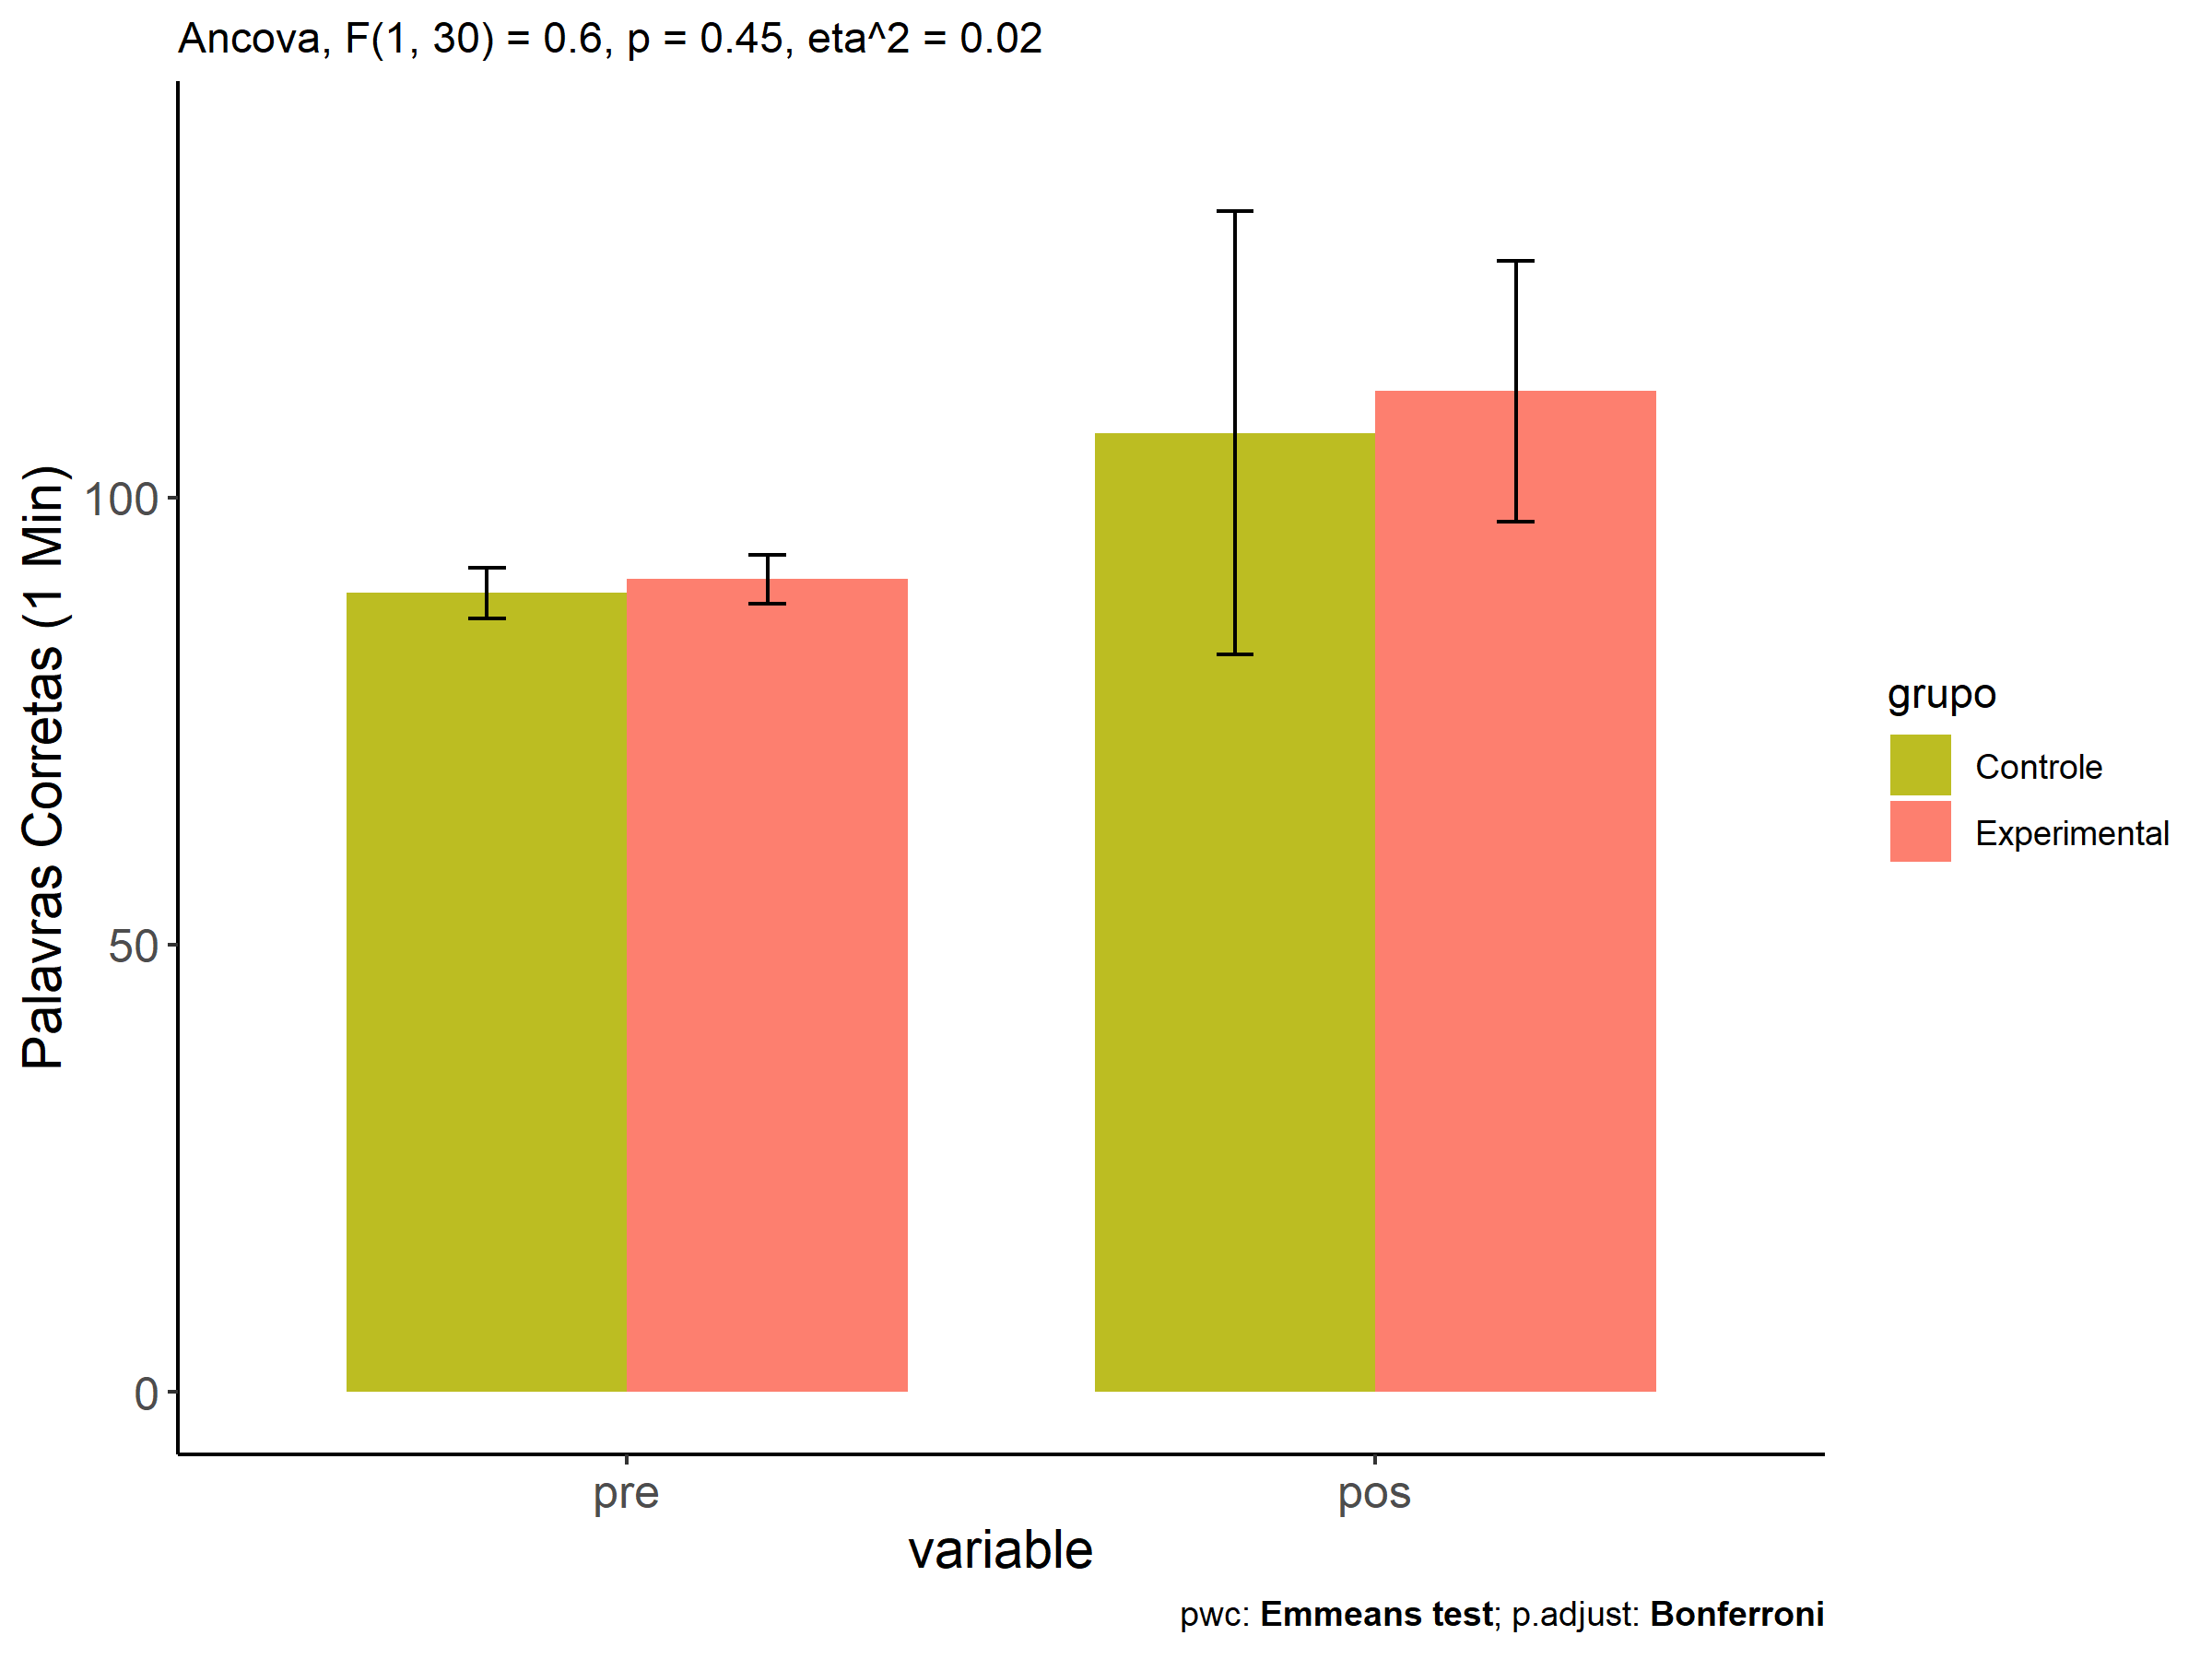 Ancova, F(1, 30) = 0.6, p = 0.45, eta^2 = 0.02
Palavras Corretas (1 Min)
100
50
0
pre
pos
variable
grupo
Controle
Experimental
pwc: Emmeans test; p.adjust: Bonferroni